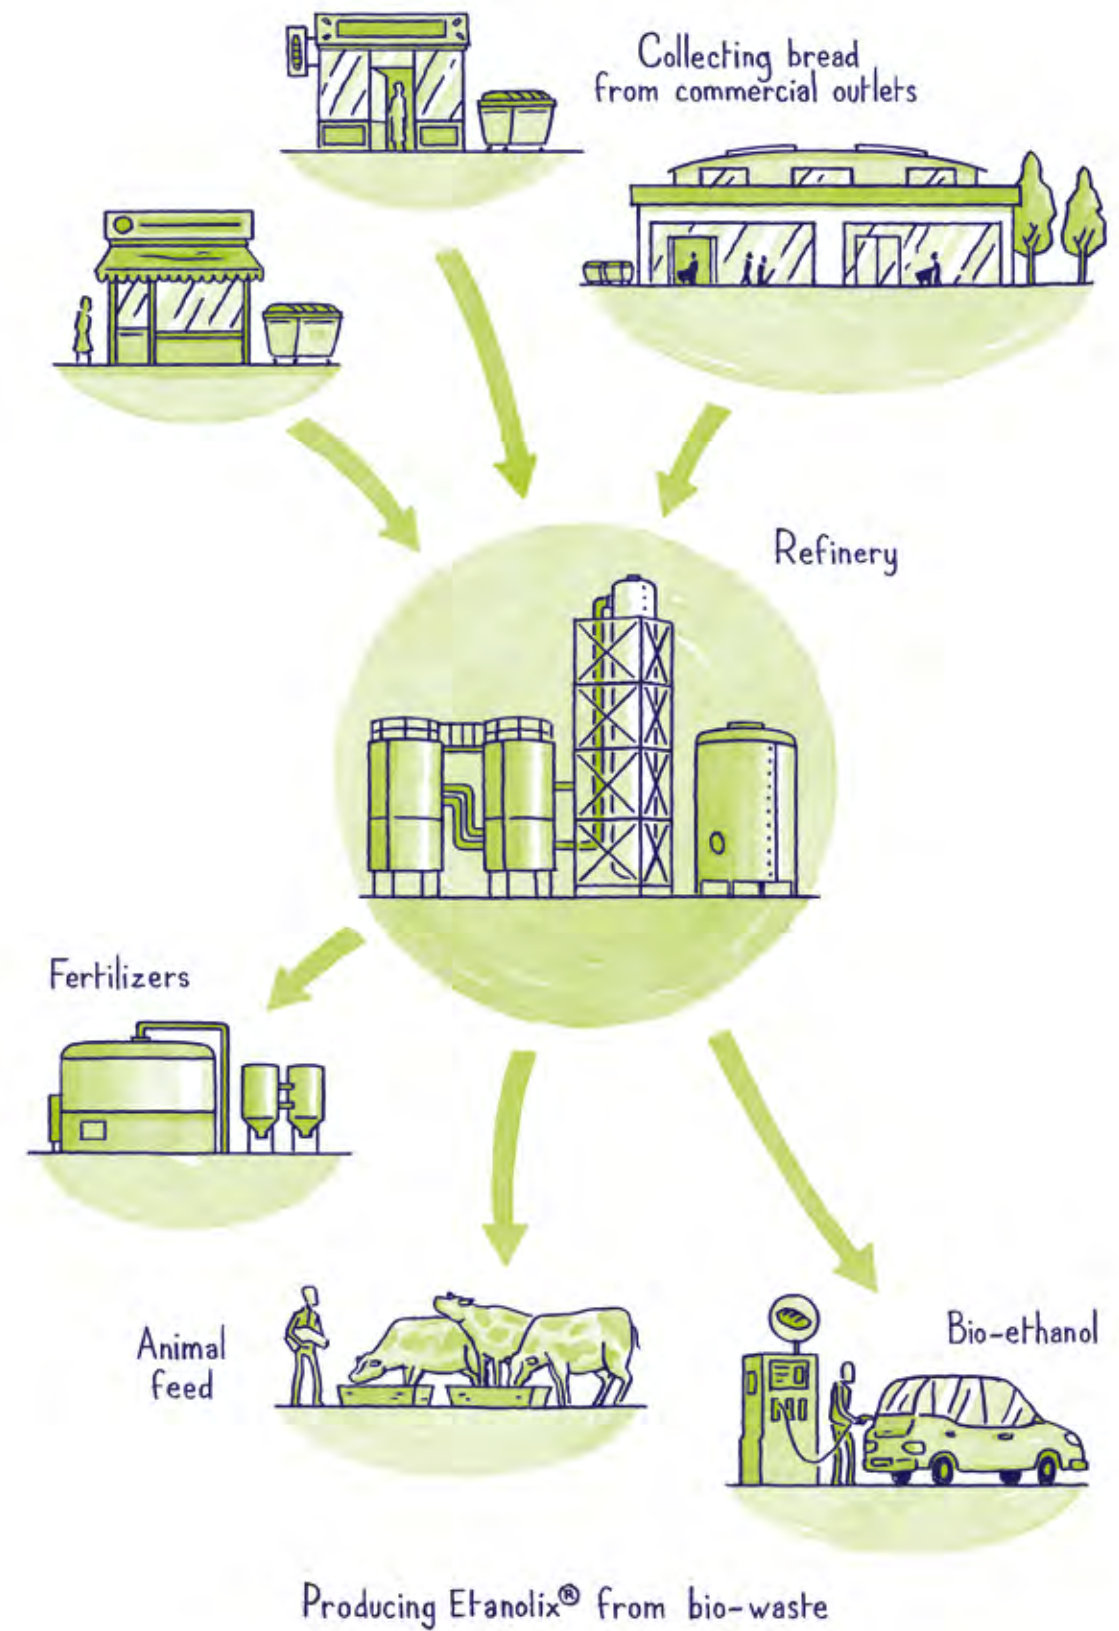 Collecting bread
from commercial outlets
Refinery
Fertilizers
Animal
feed
Bio-ethanol
Producing Etanolix® from bio-waste